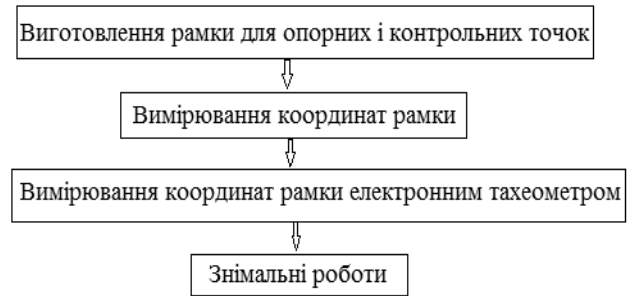 Виготовлення рамки для опорних і контрольних точок
Вимірювання координат рамки
Вимірювання координат рамки електронним тахеометром
Знімальні роботи